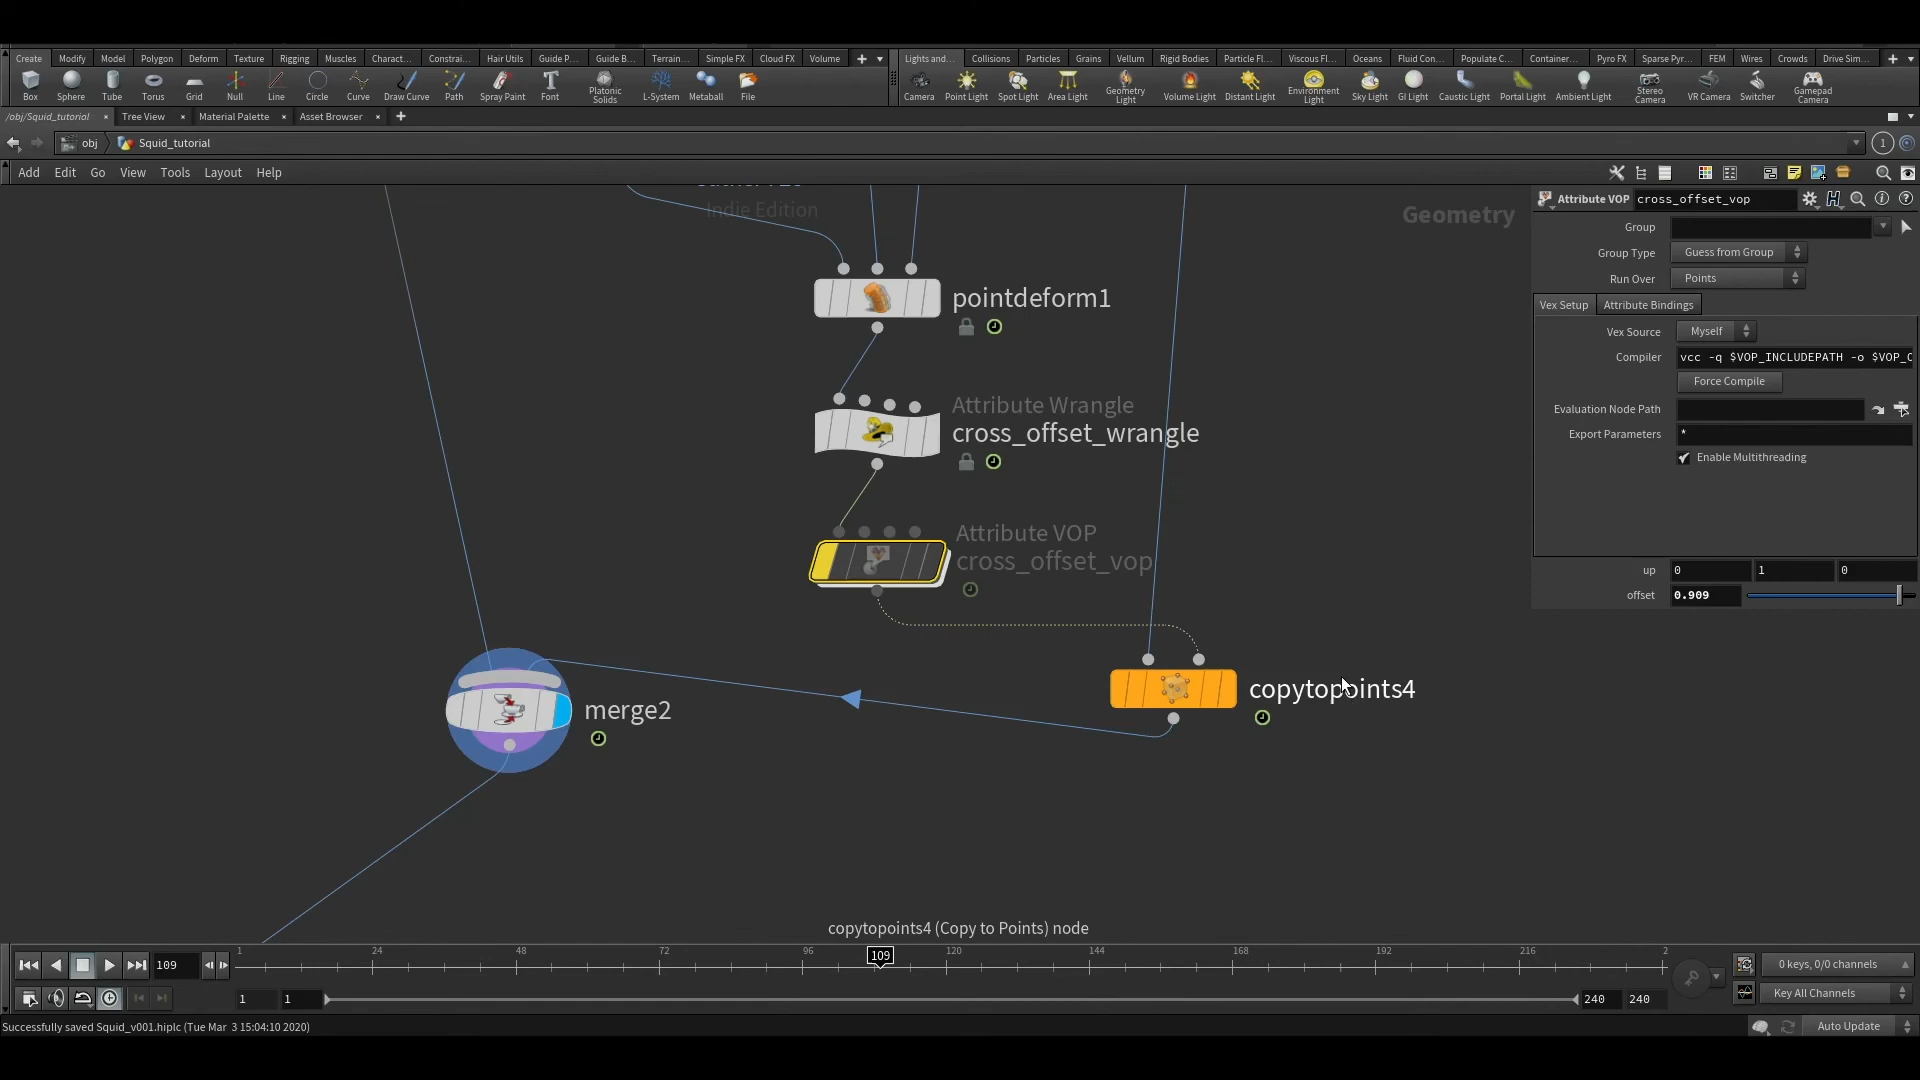 Create Modify Model Polygon Deform Texture Rigging Muscles Charact... Constrai... Hair Utils Guide P... Guide B... Terrain... Simple FX Cloud FX Volume
Lights and... Collisions Particles Grains Vellum Rigid Bodies Particle Fl... Viscous Fl... Oceans Fluid Con... Populate C... Container... Pyro FX Sparse Pyr... FEM Wires Crowds Drive Sim...
Box Sphere Tube Torus Grid Null Line Circle Curve Draw Curve Path Spray Paint Font Platonic Solids L-System Metaball File
Camera Point Light Spot Light Area Light Geometry Light Volume Light Distant Light Environment Light Sky Light GI Light Caustic Light Portal Light Ambient Light Stereo Camera VR Camera Switcher Gamepad Camera
/obj/Squid_tutorial Tree View Material Palette Asset Browser
obj Squid_tutorial 1
Add Edit Go View Tools Layout Help
Indie Edition
Geometry
Attribute VOP cross_offset_vop
Group
Group Type Guess from Group
Run Over Points
Vex Setup Attribute Bindings
Vex Source Myself
Compiler vcc -q $VOP_INCLUDEPATH -o $VOP_O
Force Compile
Evaluation Node Path
Export Parameters *
Enable Multithreading
up 0 1 0
offset 0.909
pointdeform1
Attribute Wrangle
cross_offset_wrangle
Attribute VOP
cross_offset_vop
copytopoints4
merge2
copytopoints4 (Copy to Points) node
109 1 24 48 72 96 109 120 144 168 192 216 2
0 keys, 0/0 channels
1 1 240 240
Key All Channels
Successfully saved Squid_v001.hiplc (Tue Mar 3 15:04:10 2020)
Auto Update